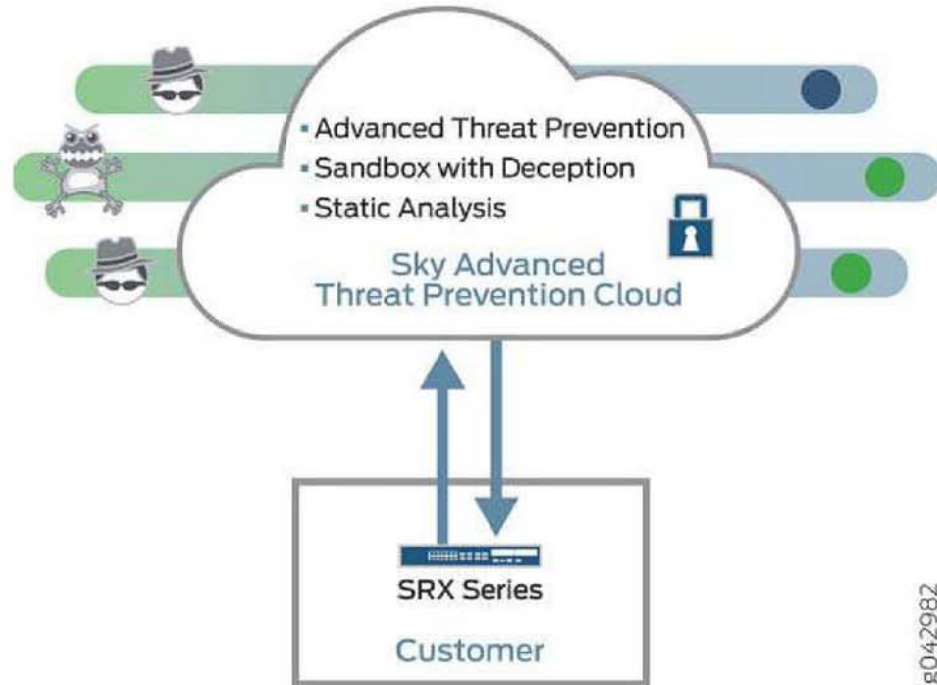 ▪ Advanced Threat Prevention
▪ Sandbox with Deception
▪ Static Analysis
Sky Advanced
Threat Prevention Cloud
SRX Series
Customer
g042982